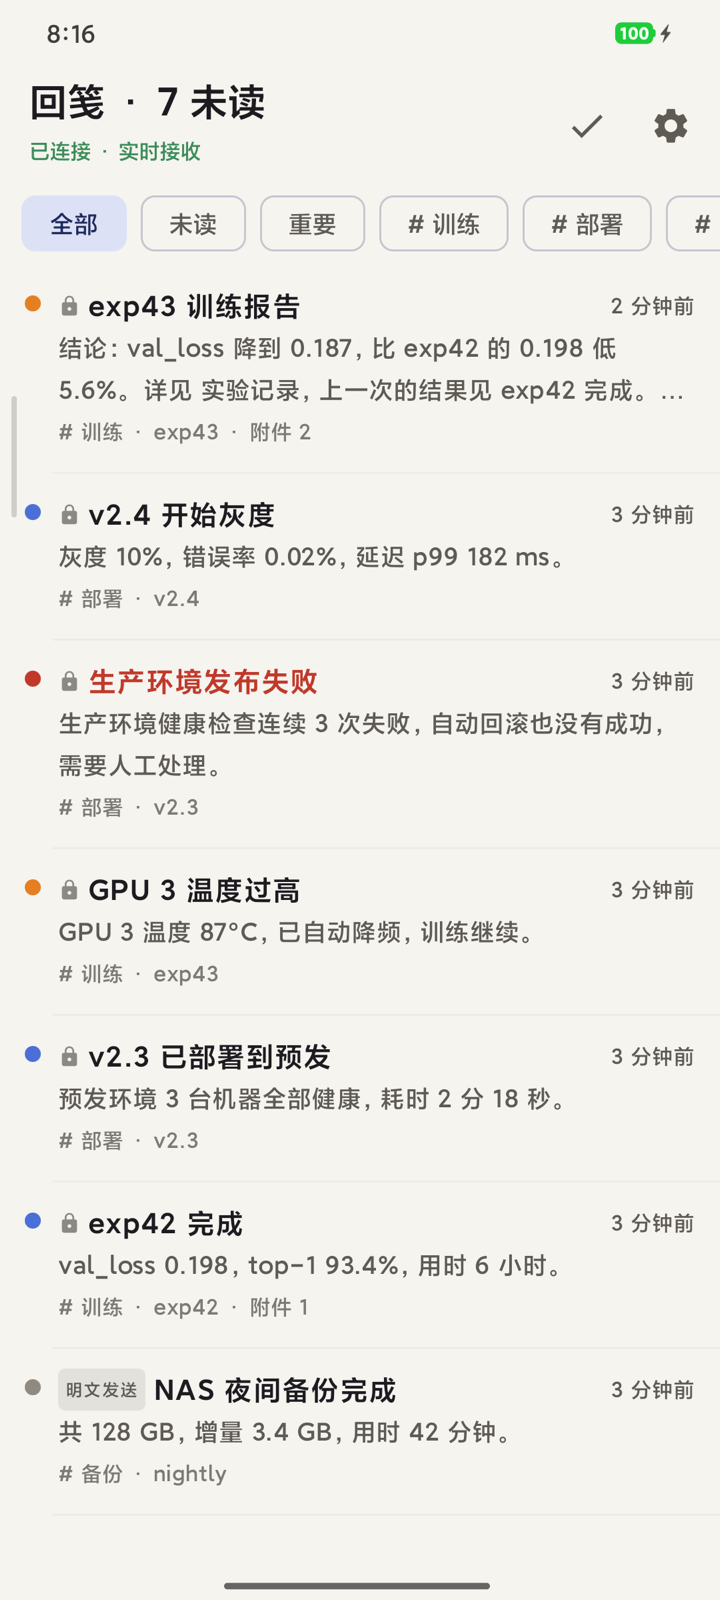 8:16
100
回笺 · 7 未读
已连接 · 实时接收
全部
未读
重要
# 训练
# 部署
#
exp43 训练报告
2 分钟前
结论: val_loss 降到 0.187, 比 exp42 的 0.198 低
5.6%。详见 实验记录, 上一次的结果见 exp42 完成。…
# 训练 · exp43 · 附件 2
v2.4 开始灰度
3 分钟前
灰度 10%, 错误率 0.02%, 延迟 p99 182 ms。
# 部署 · v2.4
生产环境发布失败
3 分钟前
生产环境健康检查连续 3 次失败, 自动回滚也没有成功,
需要人工处理。
# 部署 · v2.3
GPU 3 温度过高
3 分钟前
GPU 3 温度 87°C, 已自动降频, 训练继续。
# 训练 · exp43
v2.3 已部署到预发
3 分钟前
预发环境 3 台机器全部健康, 耗时 2 分 18 秒。
# 部署 · v2.3
exp42 完成
3 分钟前
val_loss 0.198, top-1 93.4%, 用时 6 小时。
# 训练 · exp42 · 附件 1
明文发送 NAS 夜间备份完成
3 分钟前
共 128 GB, 增量 3.4 GB, 用时 42 分钟。
# 备份 · nightly